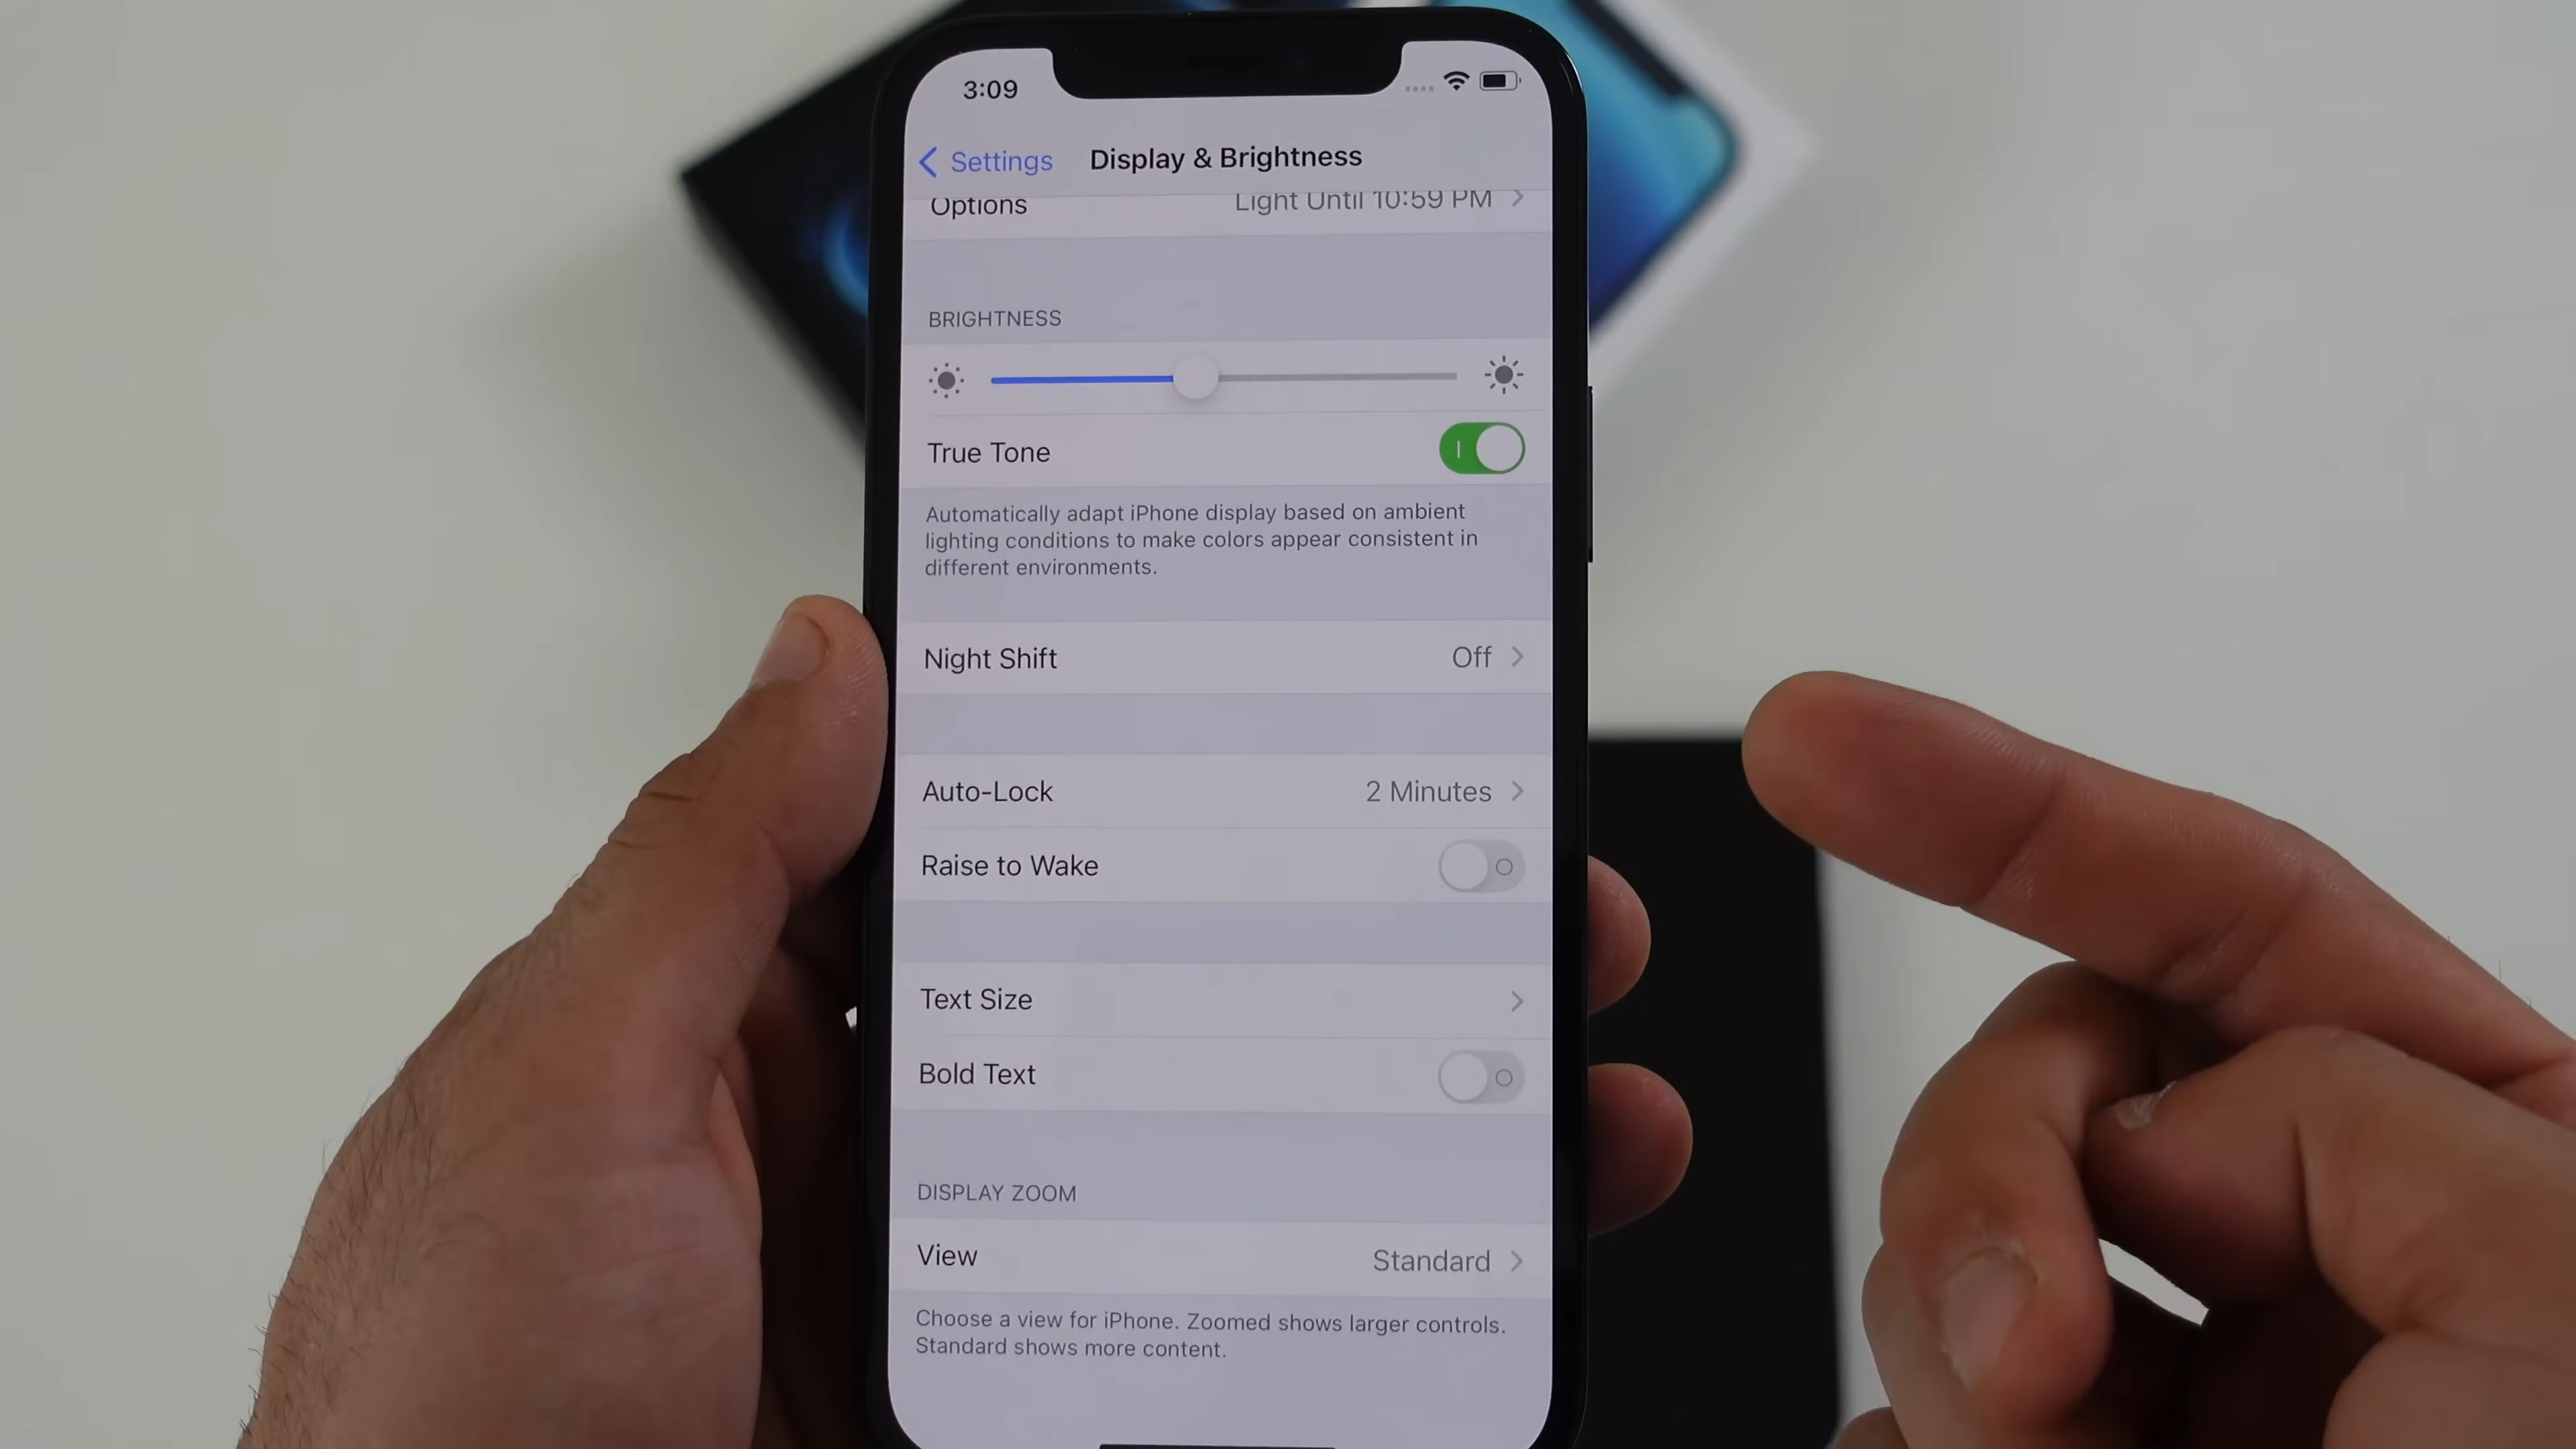 3:09
Settings
Display & Brightness
Options Light Until 10:59 PM
BRIGHTNESS
True Tone
Automatically adapt iPhone display based on ambient
lighting conditions to make colors appear consistent in
different environments.
Night Shift Off
Auto-Lock 2 Minutes
Raise to Wake
Text Size
Bold Text
DISPLAY ZOOM
View Standard
Choose a view for iPhone. Zoomed shows larger controls.
Standard shows more content.